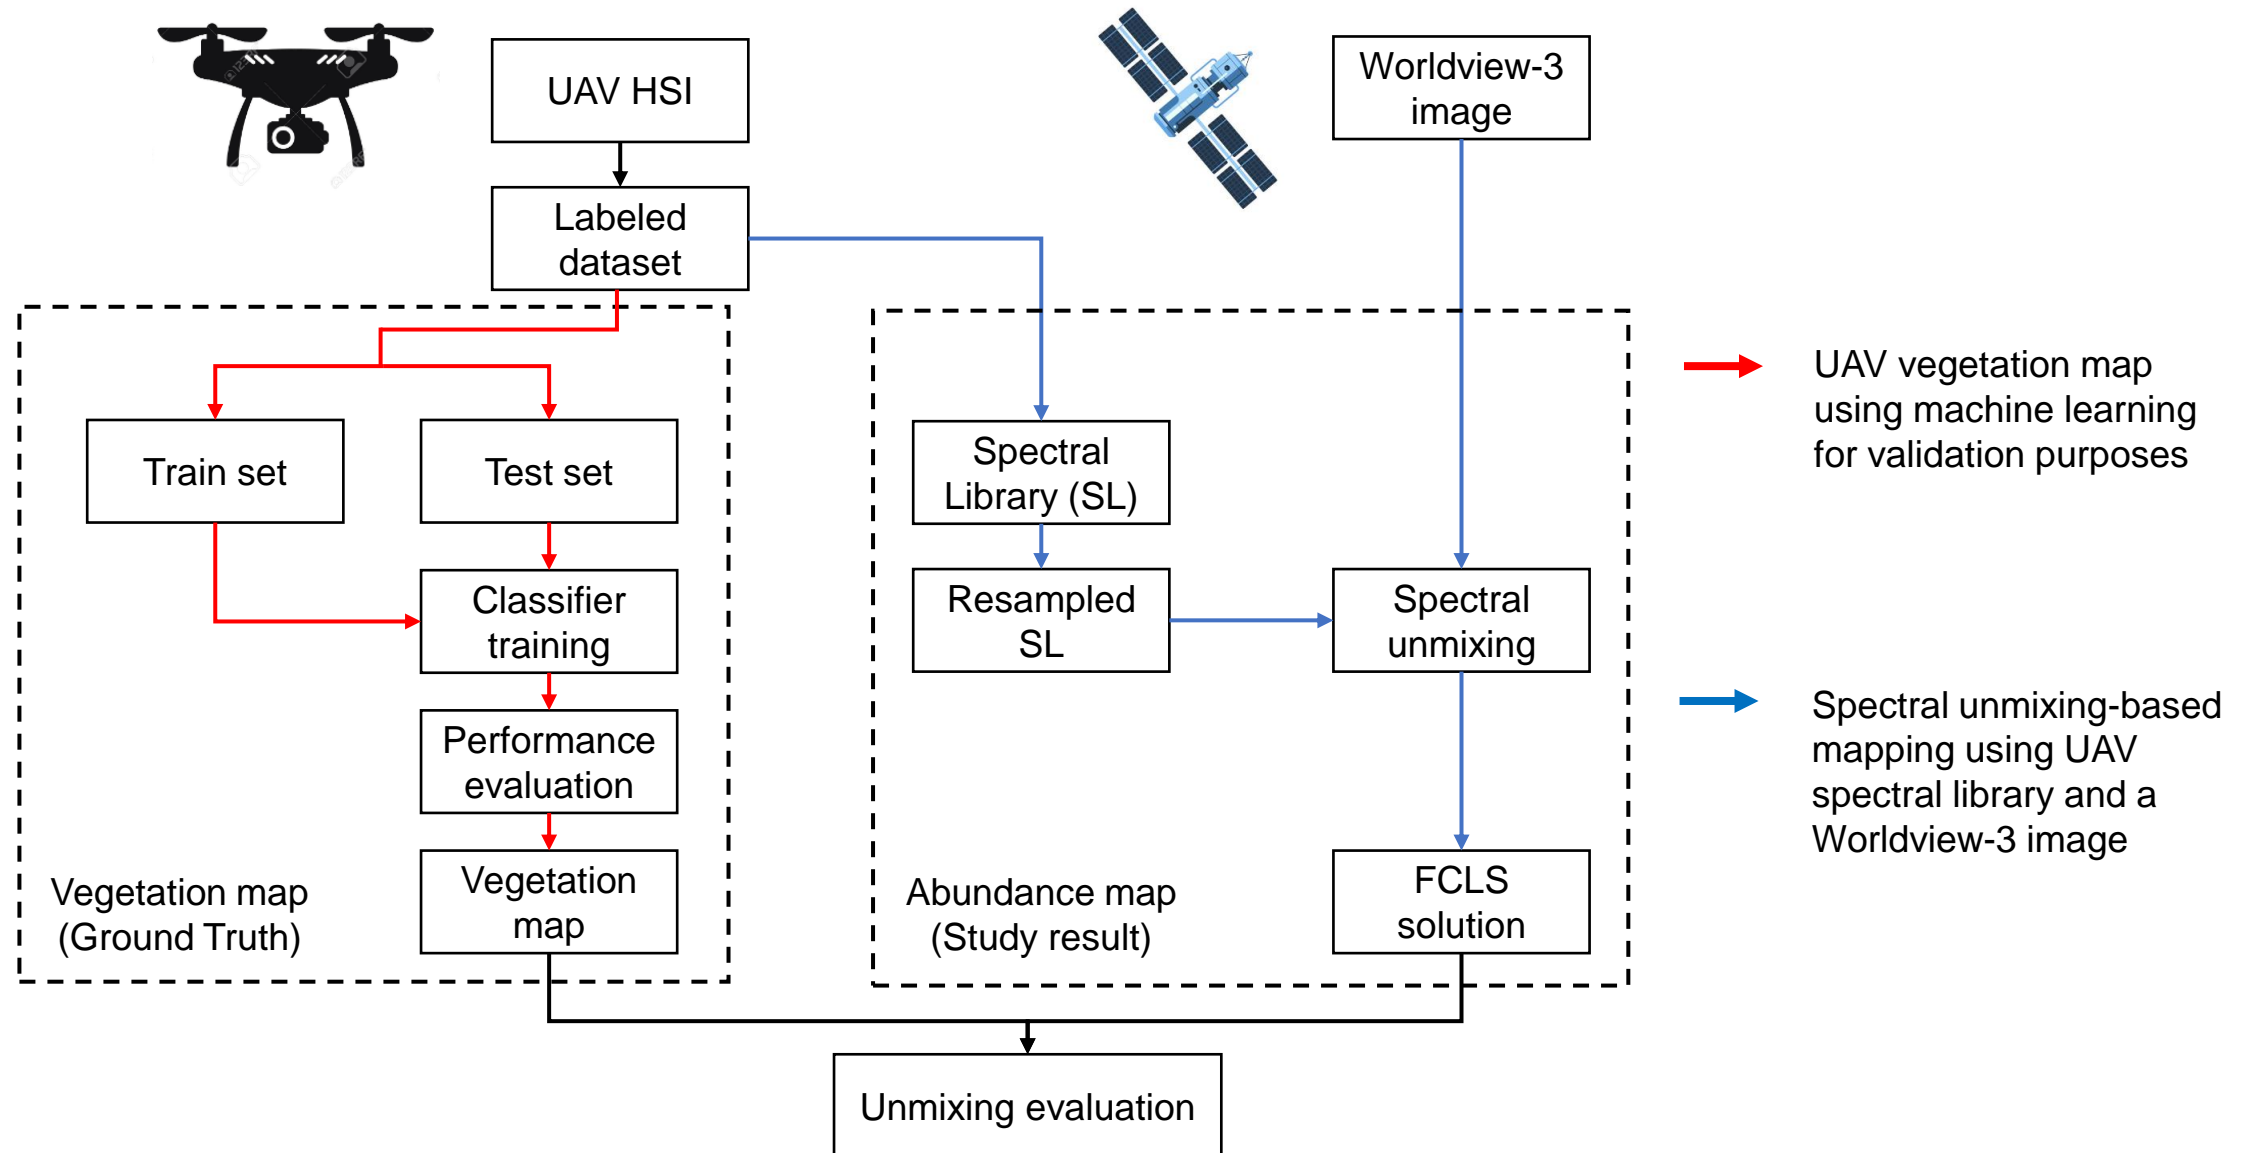 UAV HSI
Worldview-3
image
Labeled
dataset
Train set
Test set
Classifier
training
Performance
evaluation
Vegetation
map
Vegetation map
(Ground Truth)
Spectral
Library (SL)
Resampled
SL
Spectral
unmixing
FCLS
solution
Abundance map
(Study result)
Unmixing evaluation
UAV vegetation map
using machine learning
for validation purposes
Spectral unmixing-based
mapping using UAV
spectral library and a
Worldview-3 image